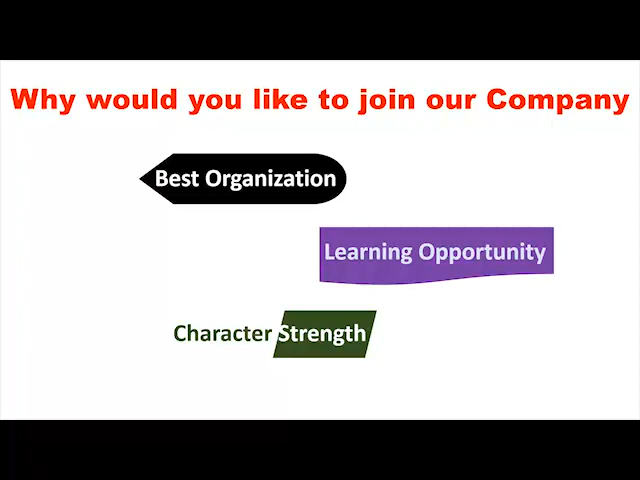 Why would you like to join our Company
Best Organization
Learning Opportunity
Character Strength